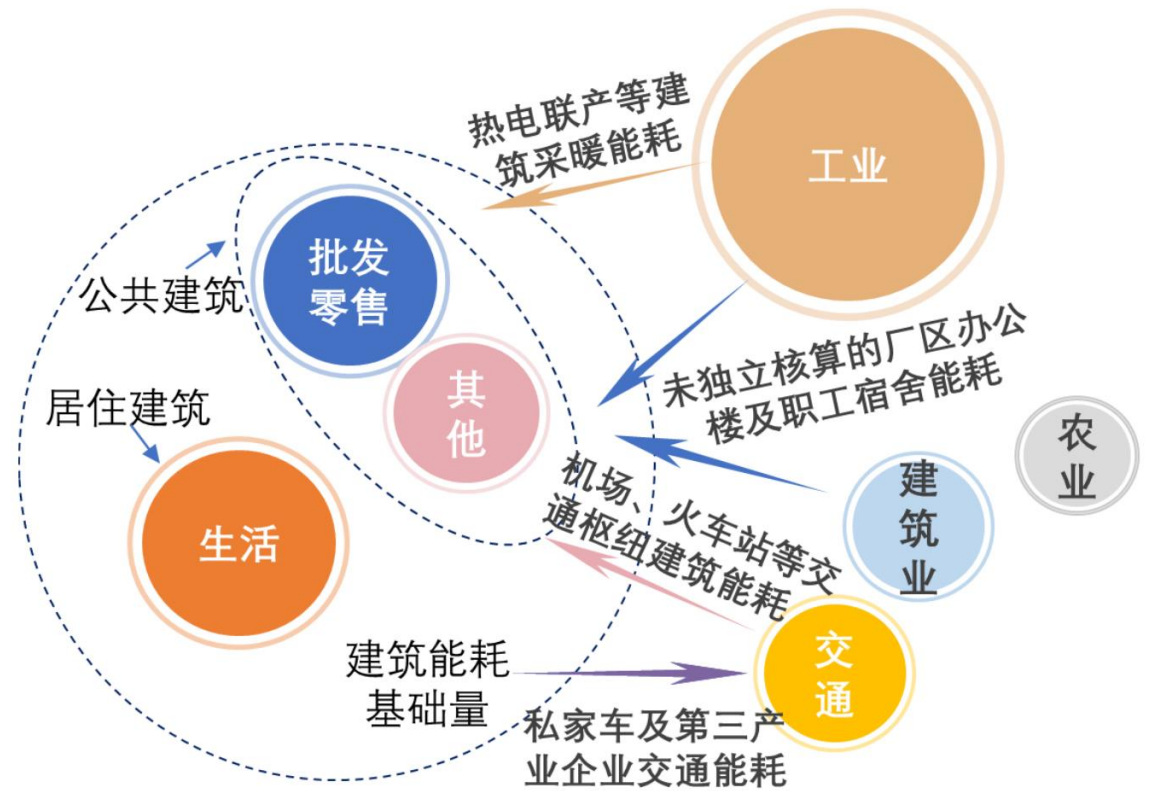 热电联产等建
筑采暖能耗
工业
批发
零售
公共建筑
其
他
居住建筑
未独立核算的厂区办公
楼及职工宿舍能耗
农
业
建
筑
业
机场、火车站等交
通枢纽建筑能耗
生活
交
通
建筑能耗
基础量
私家车及第三产
业企业交通能耗